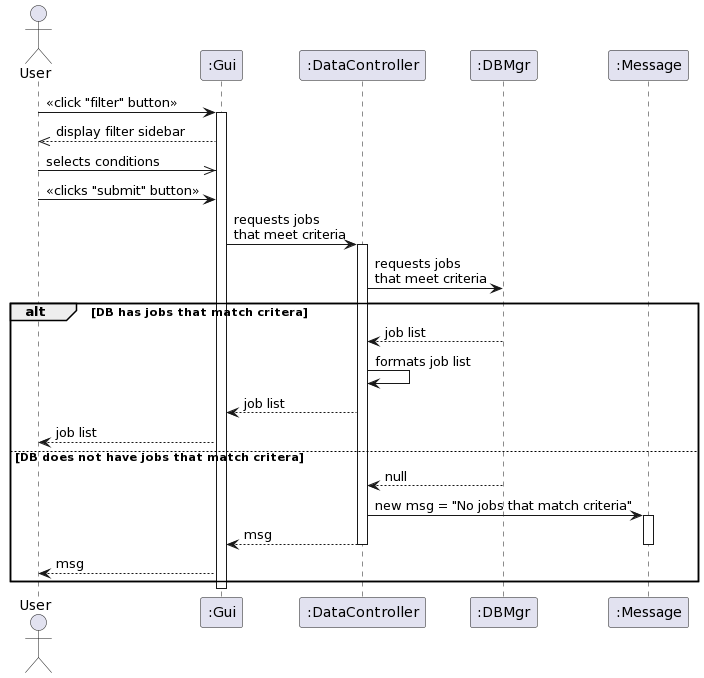 User
:Gui
:DataController
:DBMgr
:Message
«click "filter" button»
display filter sidebar
selects conditions
«clicks "submit" button»
requests jobs
that meet criteria
requests jobs
that meet criteria
alt
[DB has jobs that match critera]
job list
formats job list
job list
job list
[DB does not have jobs that match critera]
null
new msg = "No jobs that match criteria"
msg
msg
User
:Gui
:DataController
:DBMgr
:Message